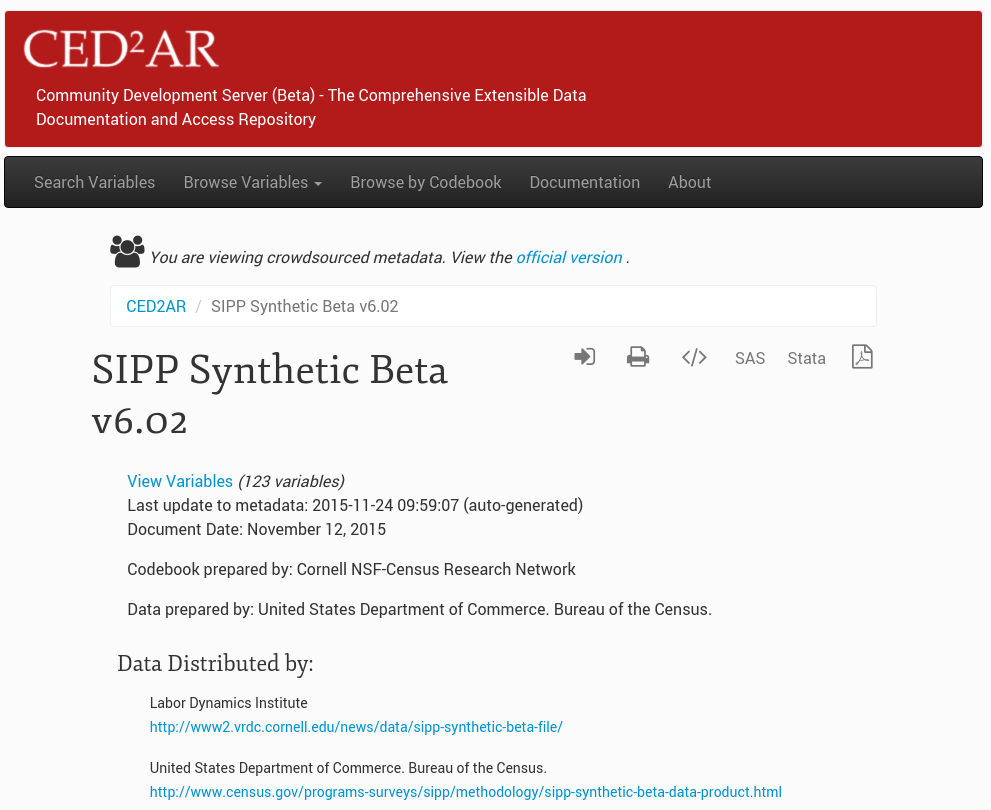 CED²AR
Community Development Server (Beta) - The Comprehensive Extensible Data
Documentation and Access Repository
Search Variables Browse Variables Browse by Codebook Documentation About
You are viewing crowdsourced metadata. View the official version .
CED2AR / SIPP Synthetic Beta v6.02
SIPP Synthetic Beta
v6.02
</> SAS Stata
View Variables (123 variables)
Last update to metadata: 2015-11-24 09:59:07 (auto-generated)
Document Date: November 12, 2015
Codebook prepared by: Cornell NSF-Census Research Network
Data prepared by: United States Department of Commerce. Bureau of the Census.
Data Distributed by:
Labor Dynamics Institute
http://www2.vrdc.cornell.edu/news/data/sipp-synthetic-beta-file/
United States Department of Commerce. Bureau of the Census.
http://www.census.gov/programs-surveys/sipp/methodology/sipp-synthetic-beta-data-product.html